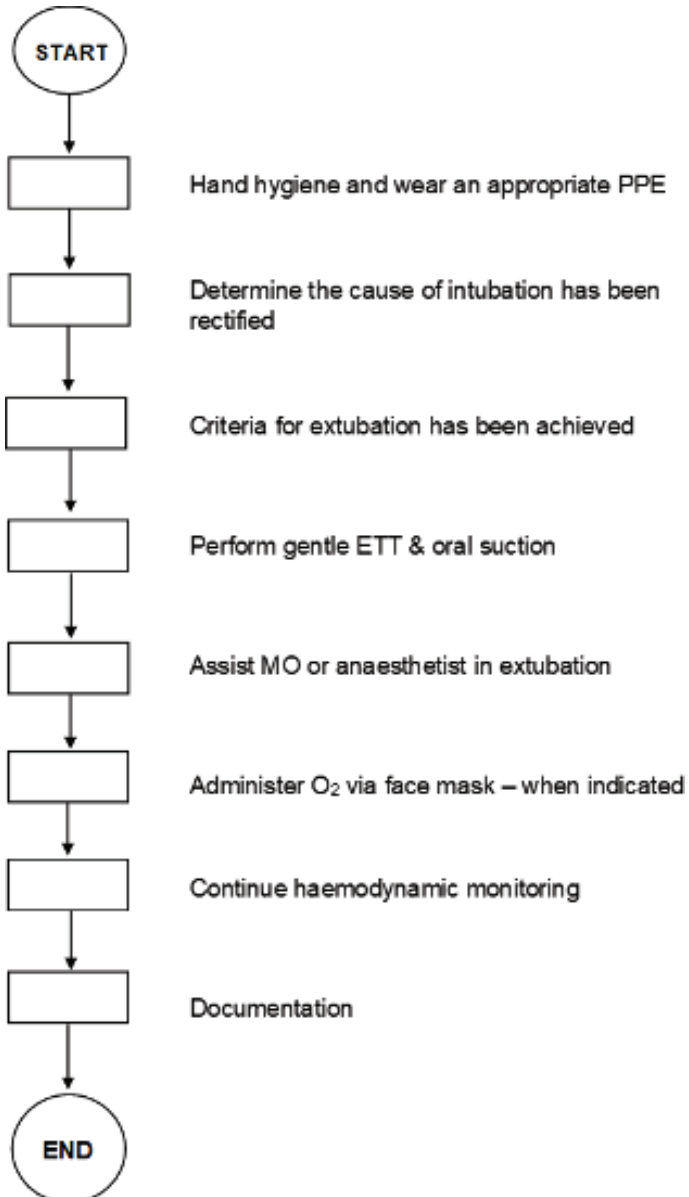 START
Hand hygiene and wear an appropriate PPE
Determine the cause of intubation has been
rectified
Criteria for extubation has been achieved
Perform gentle ETT & oral suction
Assist MO or anaesthetist in extubation
Administer O₂ via face mask – when indicated
Continue haemodynamic monitoring
Documentation
END